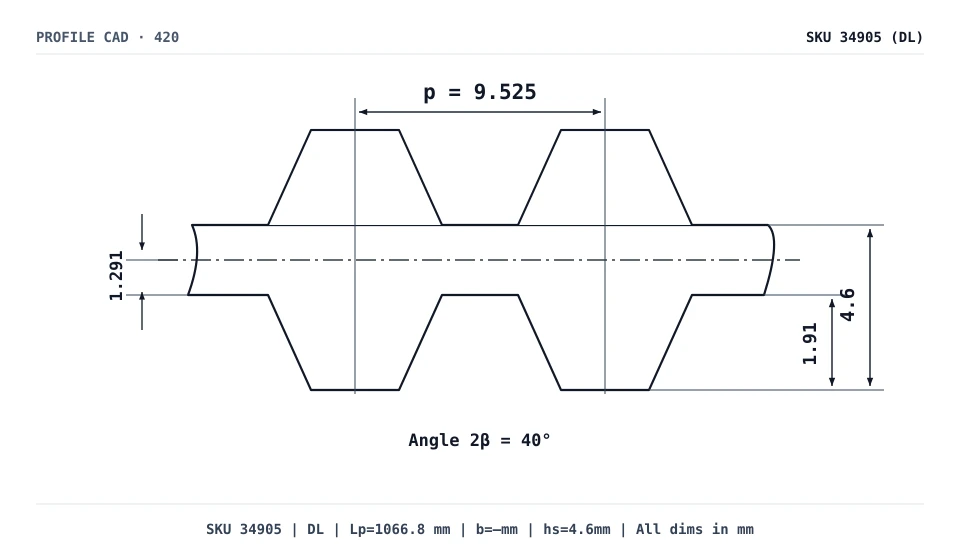 PROFILE CAD · 420
SKU 34905 (DL)
p = 9.525
1.291
4.6
1.91
Angle 2β = 40°
SKU 34905 | DL | Lp=1066.8 mm | b=—mm | hs=4.6mm | All dims in mm